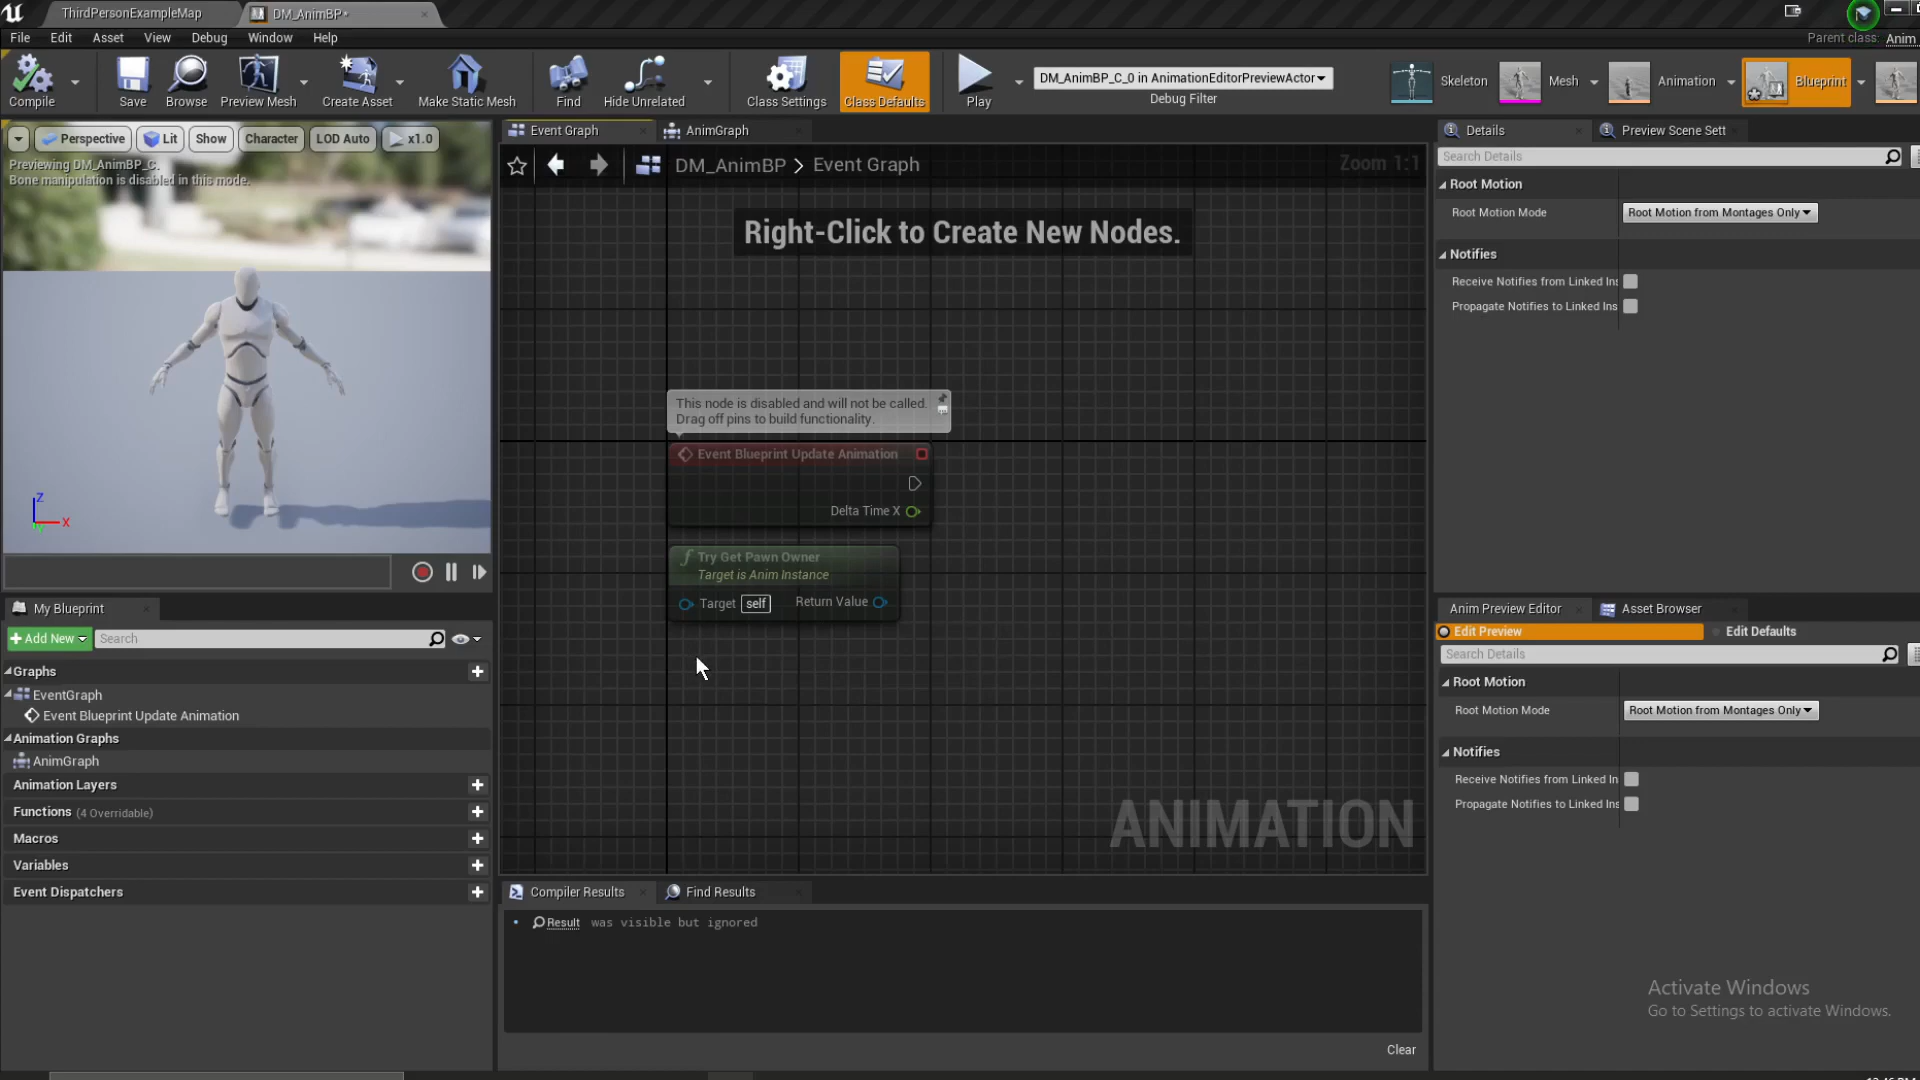 ThirdPersonExampleMap
DM_AnimBP*
File Edit Asset View Debug Window Help
Parent class: Anim
Compile
Save
Browse
Preview Mesh
Create Asset
Make Static Mesh
Find
Hide Unrelated
Class Settings
Class Defaults
Play
DM_AnimBP_C_0 in AnimationEditorPreviewActor
Debug Filter
Skeleton
Mesh
Animation
Blueprint
Perspective
Lit
Show
Character
LOD Auto
x1.0
Previewing DM_AnimBP_C.
Bone manipulation is disabled in this mode.
Z
X
Event Graph
AnimGraph
DM_AnimBP > Event Graph
Zoom 1:1
Right-Click to Create New Nodes.
This node is disabled and will not be called.
Drag off pins to build functionality.
Event Blueprint Update Animation
Delta Time X
f Try Get Pawn Owner
Target is Anim Instance
Target self
Return Value
ANIMATION
My Blueprint
Add New
Search
Graphs
EventGraph
Event Blueprint Update Animation
Animation Graphs
AnimGraph
Animation Layers
Functions (4 Overridable)
Macros
Variables
Event Dispatchers
Compiler Results
Find Results
Result was visible but ignored
Clear
Details
Preview Scene Sett
Search Details
Root Motion
Root Motion Mode
Root Motion from Montages Only
Notifies
Receive Notifies from Linked Ins
Propagate Notifies to Linked Ins
Anim Preview Editor
Asset Browser
Edit Preview
Edit Defaults
Search Details
Root Motion
Root Motion Mode
Root Motion from Montages Only
Notifies
Receive Notifies from Linked In
Propagate Notifies to Linked Ins
Activate Windows
Go to Settings to activate Windows.